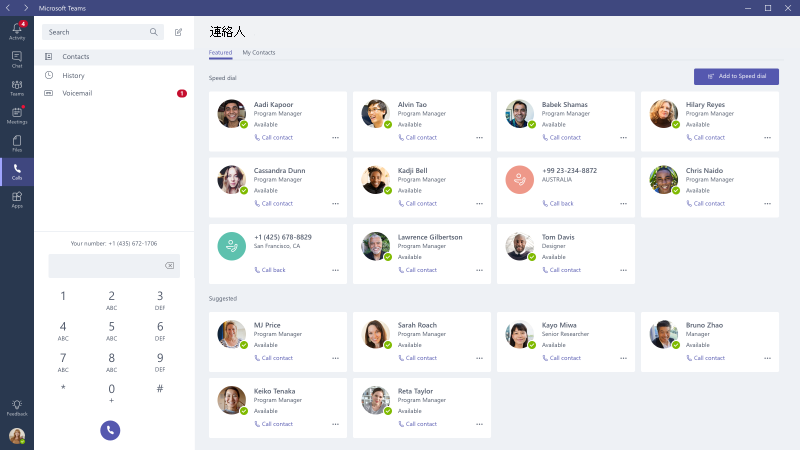 Microsoft Teams
Activity
4
Chat
Teams
Meetings
Files
Calls
Apps
Feedback
Search
Contacts
History
Voicemail
1
Your number: +1 (435) 672-1706
1 2 3
ABC DEF
4 5 6
ABC ABC DEF
7 8 9
ABC ABC DEF
* 0 #
+
連絡人
Featured My Contacts
Speed dial
Add to Speed dial
Aadi Kapoor
Program Manager
Available
Call contact
Alvin Tao
Program Manager
Available
Call contact
Babek Shamas
Program Manager
Available
Call contact
Hilary Reyes
Program Manager
Available
Call contact
Cassandra Dunn
Program Manager
Available
Call contact
Kadji Bell
Program Manager
Available
Call contact
+99 23-234-8872
AUSTRALIA
Call back
Chris Naido
Program Manager
Available
Call contact
+1 (425) 678-8829
San Francisco, CA
Call back
Lawrence Gilbertson
Program Manager
Available
Call contact
Tom Davis
Designer
Available
Call contact
Suggested
MJ Price
Program Manager
Available
Call contact
Sarah Roach
Program Manager
Available
Call contact
Kayo Miwa
Senior Researcher
Available
Call contact
Bruno Zhao
Manager
Available
Call contact
Keiko Tenaka
Program Manager
Available
Call contact
Reta Taylor
Program Manager
Available
Call contact